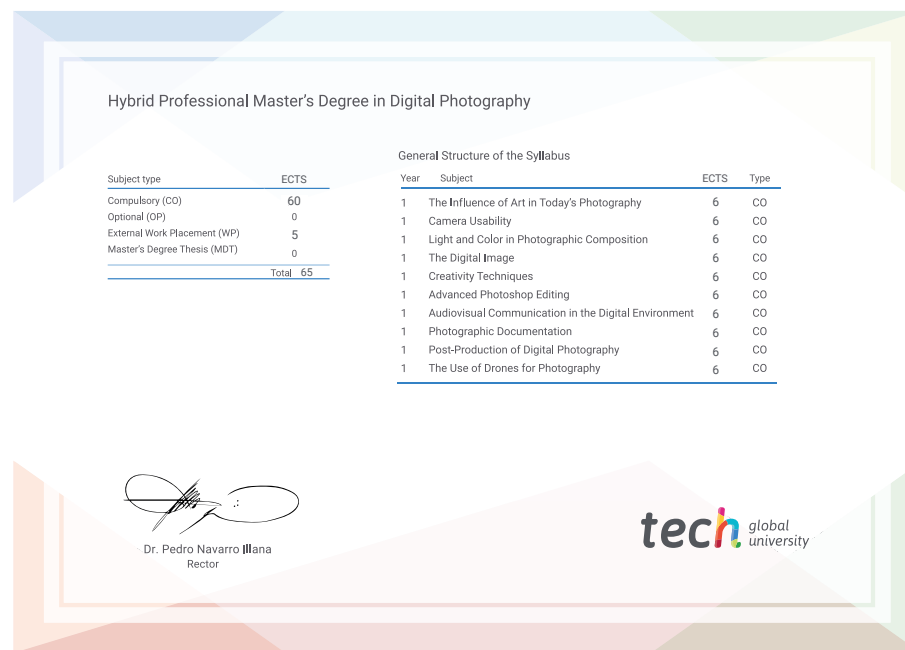 Hybrid Professional Master's Degree in Digital Photography
Subject type ECTS
Compulsory (CO) 60
Optional (OP) 0
External Work Placement (WP) 5
Master's Degree Thesis (MDT) 0
Total 65
General Structure of the Syllabus
Year Subject ECTS Type
1 The Influence of Art in Today's Photography 6 CO
1 Camera Usability 6 CO
1 Light and Color in Photographic Composition 6 CO
1 The Digital Image 6 CO
1 Creativity Techniques 6 CO
1 Advanced Photoshop Editing 6 CO
1 Audiovisual Communication in the Digital Environment 6 CO
1 Photographic Documentation 6 CO
1 Post-Production of Digital Photography 6 CO
1 The Use of Drones for Photography 6 CO
Dr. Pedro Navarro Illana
Rector
tech global
university